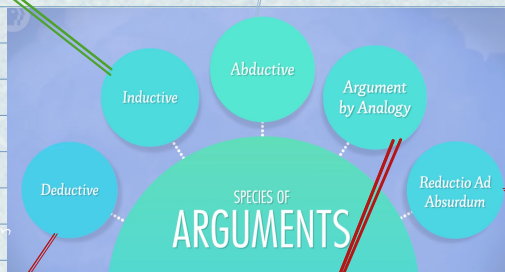 Abductive
Inductive
Argument
by Analogy
Deductive
Reductio Ad
Absurdum
SPECIES OF
ARGUMENTS